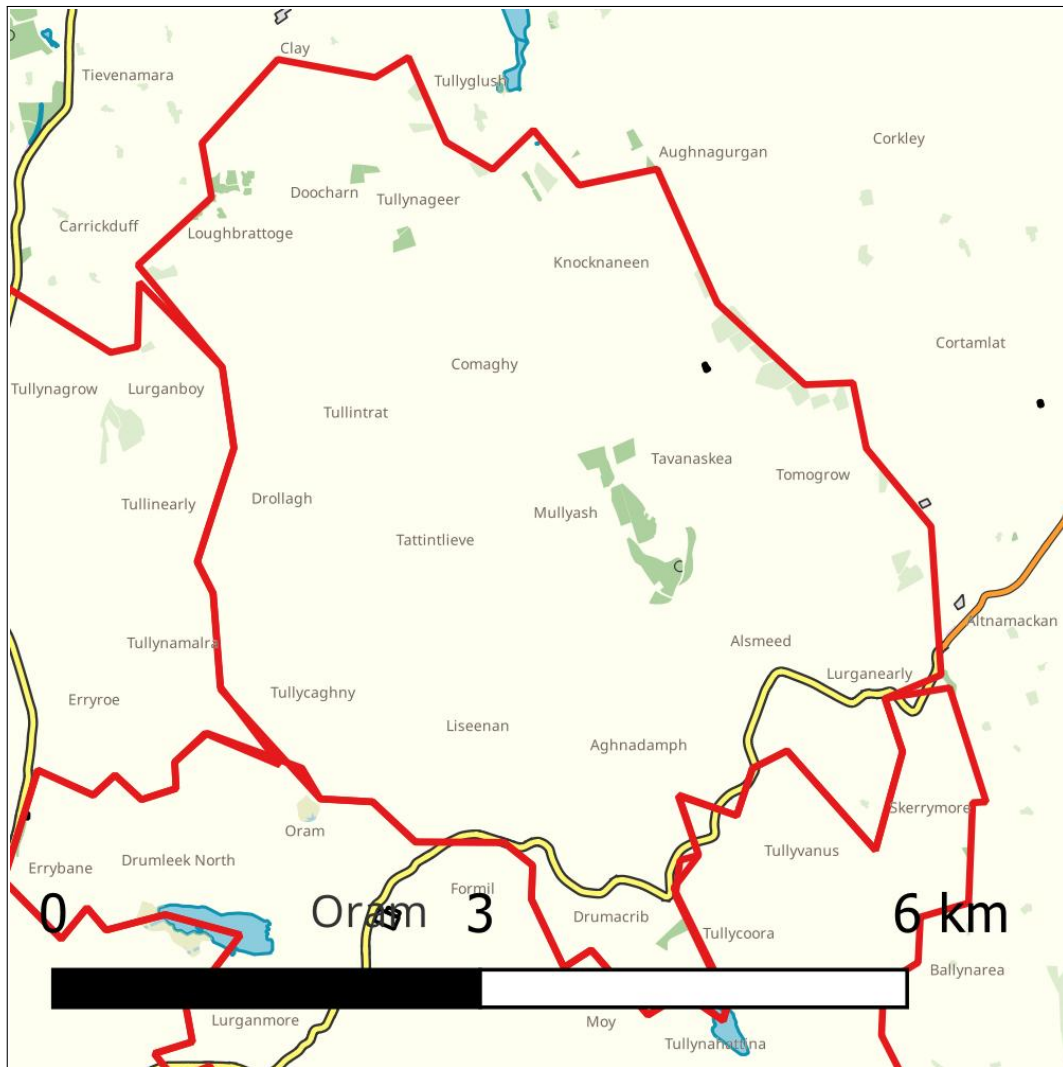 Clay
Tievenamara
Tullyglush
Corkley
Aughnagurgan
Doocharn
Tullynageer
Carrickduff
Loughbrattoge
Knocknaneen
Cortamlat
Comaghy
Tullynagrow
Lurganboy
Tullintrat
Tavanaskea
Tomogrow
Drollagh
Tullinearly
Mullyash
Tattintlieve
Altnamackan
Alsmeed
Tullynamalra
Lurganearly
Tullycaghny
Erryroe
Liseenan
Aghnadamph
Skerrymore
Oram
Tullyvanus
Drumleek North
Errybane
Formil
0
Oram
3
6 km
Drumacrib
Tullycoora
Ballynarea
Lurganmore
Moy
Tullynahattina